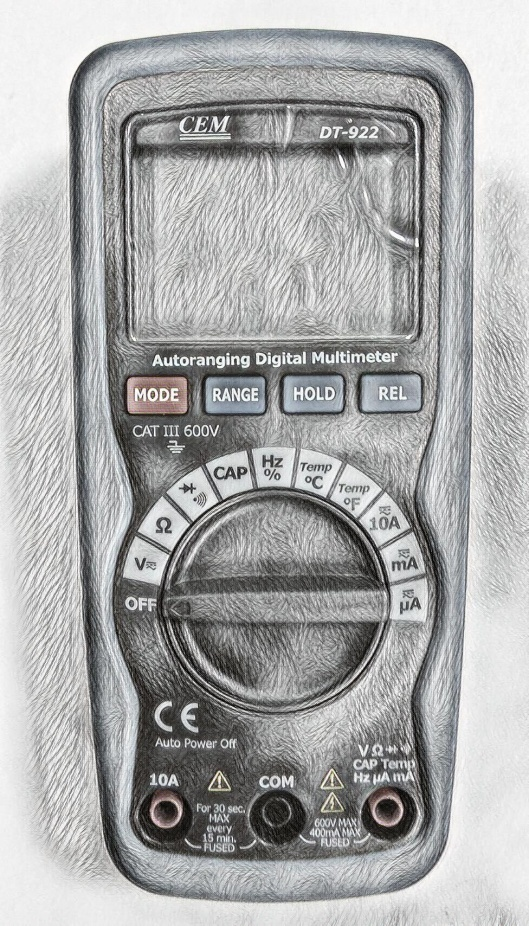 CEM
DT-922
Autoranging Digital Multimeter
MODE
RANGE
HOLD
REL
CAT III 600V
OFF
V
Ω
CAP
Hz
%
Temp
°C
Temp
°F
10A
mA
µA
CE
Auto Power Off
10A
For 30 sec.
MAX
every
15 min.
FUSED
COM
600V MAX
400mA MAX
FUSED
V Ω
CAP Temp
Hz µA mA